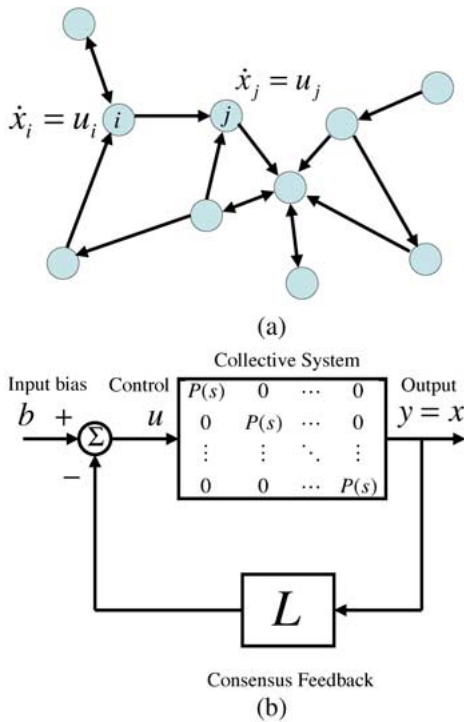 ẋ_j = u_j
ẋ_i = u_i
i
j
(a)
Collective System
Input bias
Control
Output
b
+
Σ
−
u
P(s) 0 ⋯ 0
0 P(s) ⋯ 0
⋮ ⋮ ⋱ ⋮
0 0 ⋯ P(s)
y = x
L
Consensus Feedback
(b)